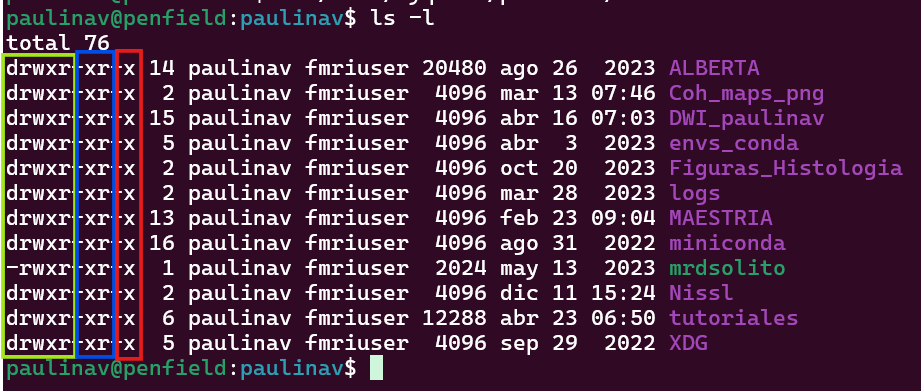 paulinav@penfield:paulinav$ ls -l
total 76
drwxr-xr-x 14 paulinav fmriuser 20480 ago 26  2023 ALBERTA
drwxr-xr-x  2 paulinav fmriuser  4096 mar 13 07:46 Coh_maps_png
drwxr-xr-x 15 paulinav fmriuser  4096 abr 16 07:03 DWI_paulinav
drwxr-xr-x  5 paulinav fmriuser  4096 abr  3  2023 envs_conda
drwxr-xr-x  2 paulinav fmriuser  4096 oct 20  2023 Figuras_Histologia
drwxr-xr-x  2 paulinav fmriuser  4096 mar 28  2023 logs
drwxr-xr-x 13 paulinav fmriuser  4096 feb 23 09:04 MAESTRIA
drwxr-xr-x 16 paulinav fmriuser  4096 ago 31  2022 miniconda
-rwxr-xr-x  1 paulinav fmriuser  2024 may 13  2023 mrdsolito
drwxr-xr-x  2 paulinav fmriuser  4096 dic 11 15:24 Nissl
drwxr-xr-x  6 paulinav fmriuser 12288 abr 23 06:50 tutoriales
drwxr-xr-x  5 paulinav fmriuser  4096 sep 29  2022 XDG
paulinav@penfield:paulinav$